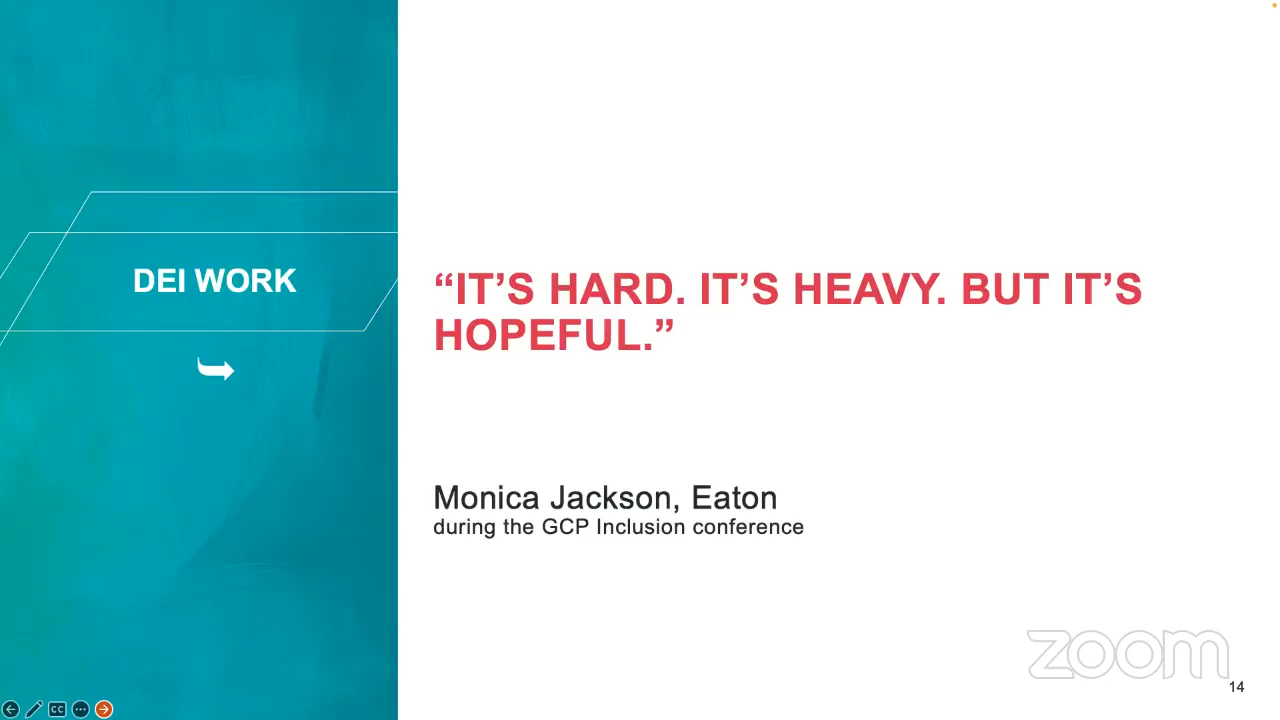 DEI WORK
“IT’S HARD. IT’S HEAVY. BUT IT’S
HOPEFUL.”
Monica Jackson, Eaton
during the GCP Inclusion conference
zoom
14
CC